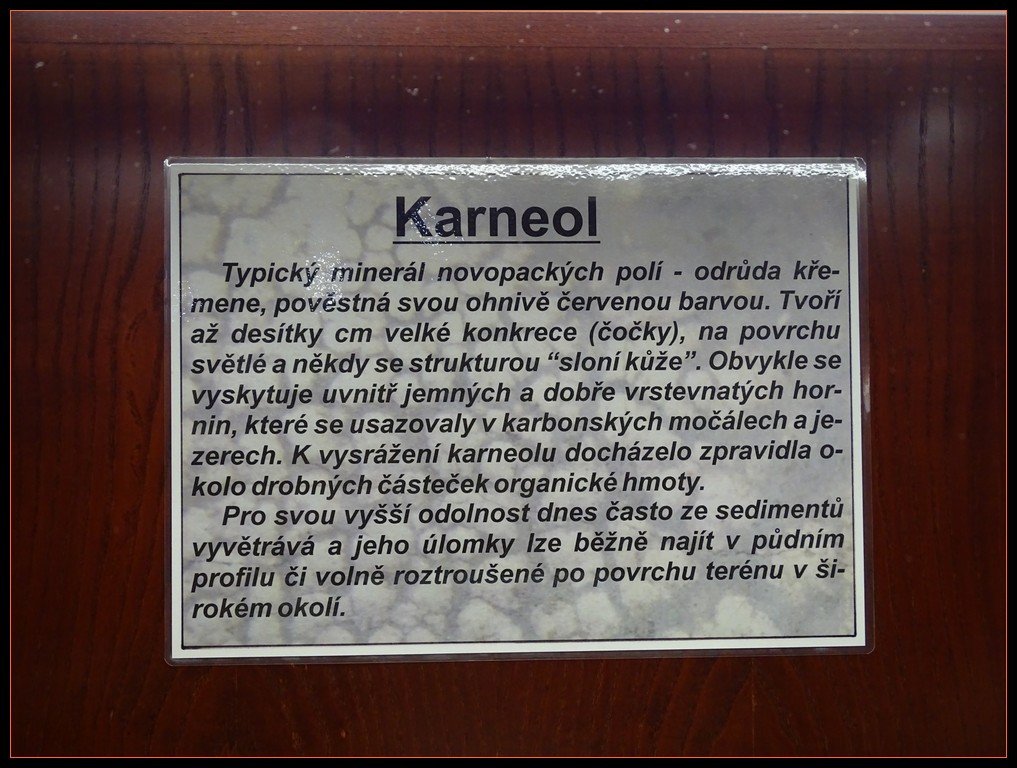 Karneol
Typický minerál novopackých polí - odrůda kře-
mene, pověstná svou ohnivě červenou barvou. Tvoří
až desítky cm velké konkrece (čočky), na povrchu
světlé a někdy se strukturou “sloní kůže”. Obvykle se
vyskytuje uvnitř jemných a dobře vrstevnatých hor-
nin, které se usazovaly v karbonských močálech a je-
zerech. K vysrážení karneolu docházelo zpravidla o-
kolo drobných částeček organické hmoty.
Pro svou vyšší odolnost dnes často ze sedimentů
vyvětrává a jeho úlomky lze běžně najít v půdním
profilu či volně roztroušené po povrchu terénu v ši-
rokém okolí.